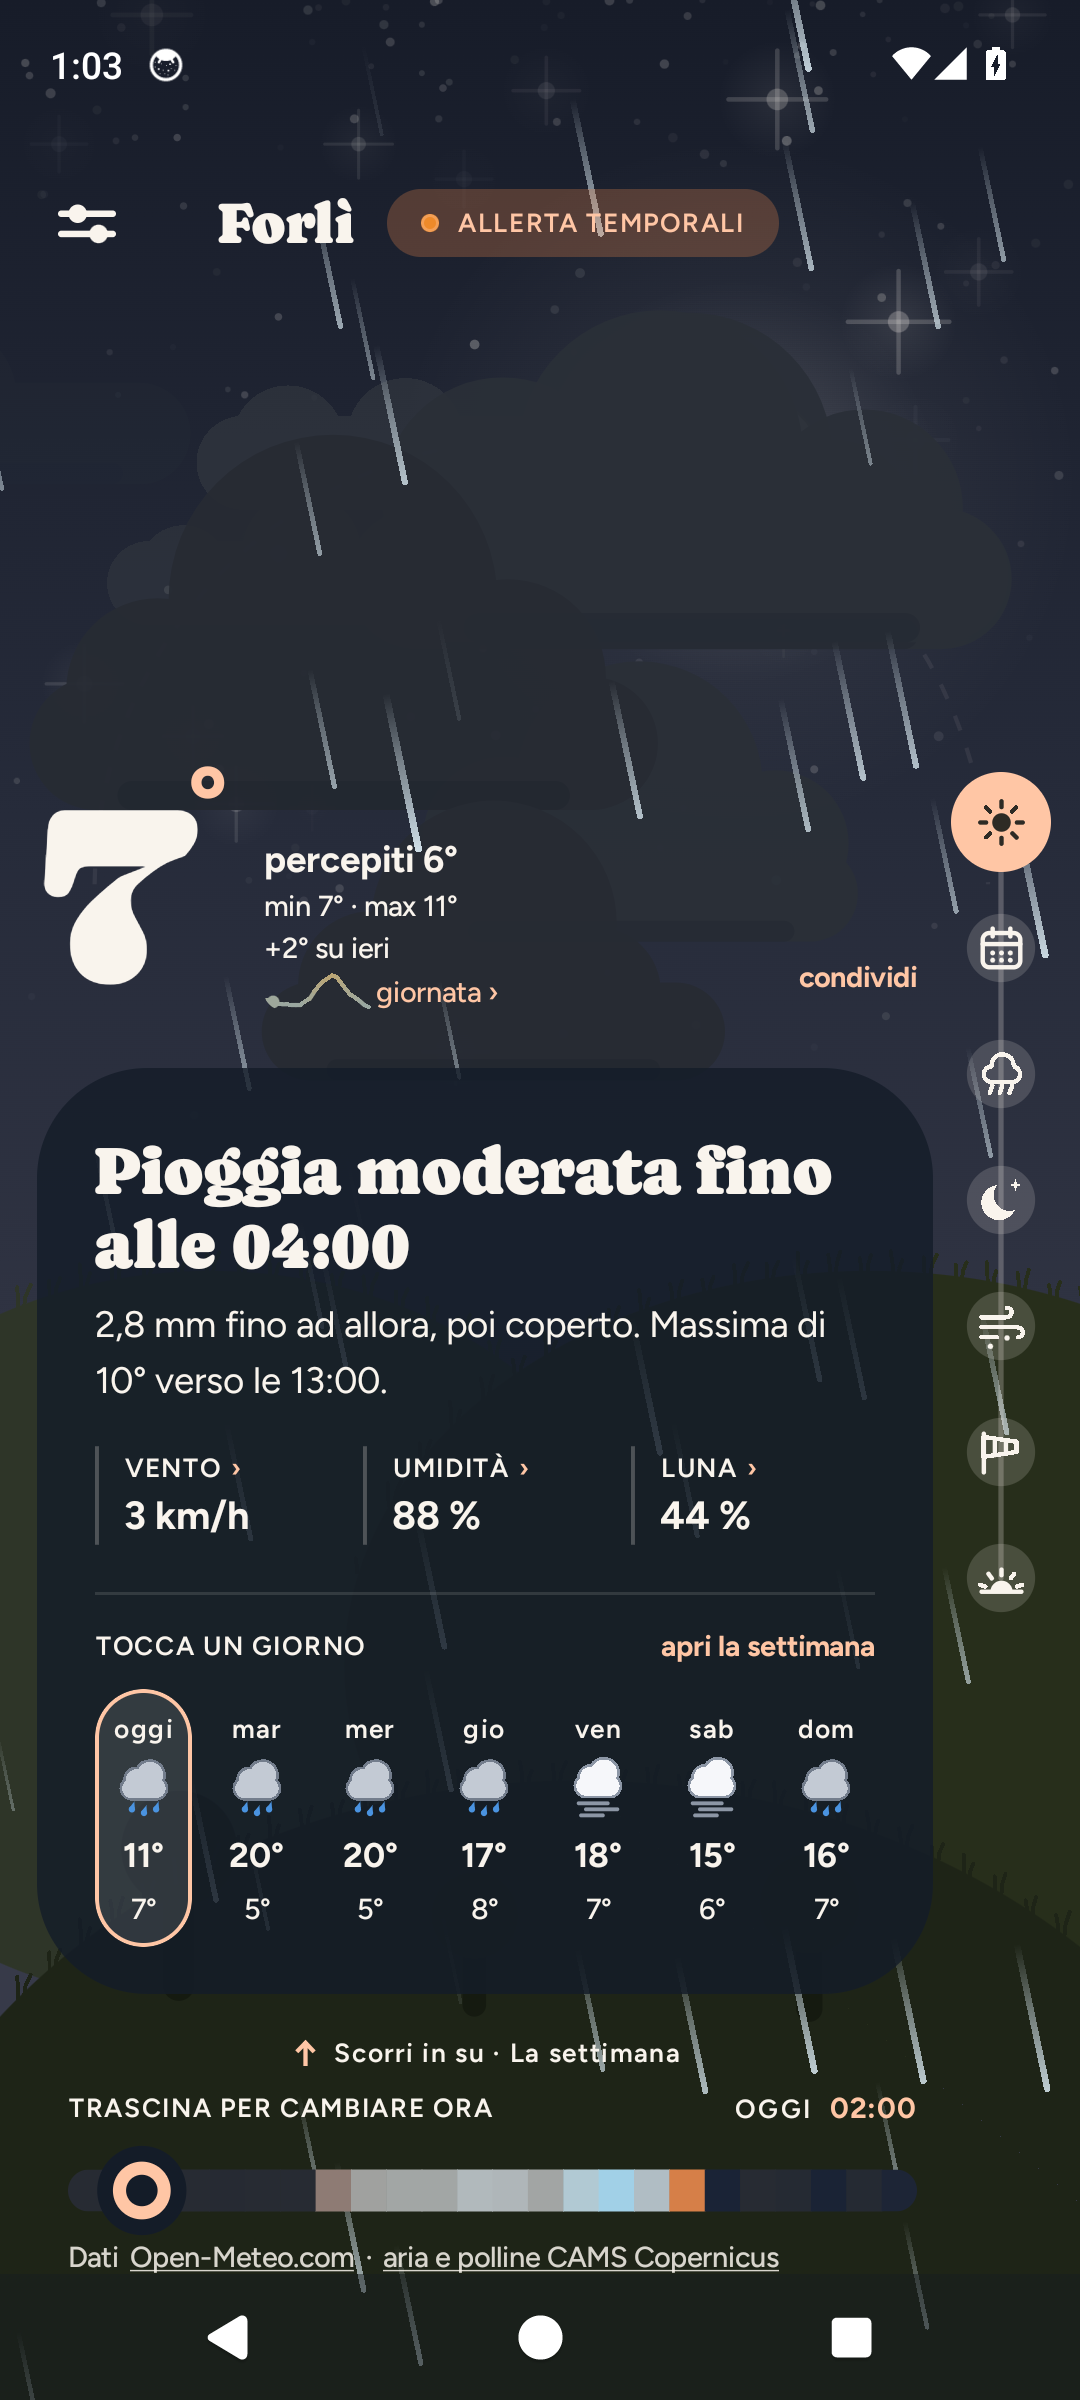 1:03
Forlì
ALLERTA TEMPORALI
7°
percepiti 6°
min 7° · max 11°
+2° su ieri
giornata ›
condividi
Pioggia moderata fino
alle 04:00
2,8 mm fino ad allora, poi coperto. Massima di
10° verso le 13:00.
VENTO › UMIDITÀ › LUNA ›
3 km/h 88 % 44 %
TOCCA UN GIORNO apri la settimana
oggi mar mer gio ven sab dom
11° 20° 20° 17° 18° 15° 16°
7° 5° 5° 8° 7° 6° 7°
↑ Scorri in su · La settimana
TRASCINA PER CAMBIARE ORA OGGI 02:00
Dati Open-Meteo.com · aria e polline CAMS Copernicus